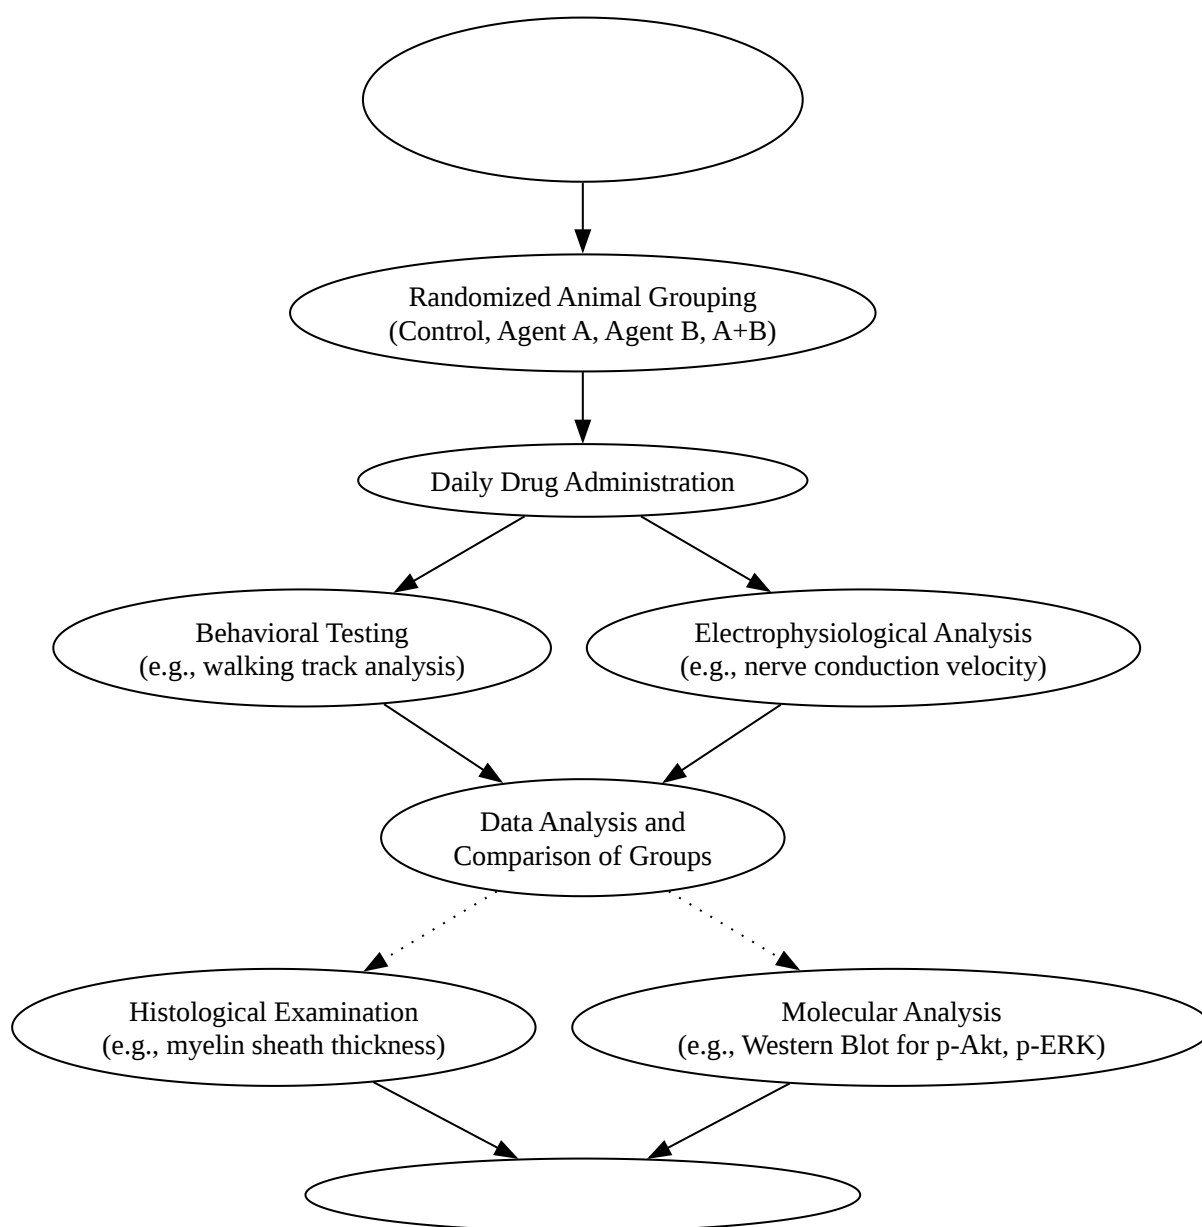 Randomized Animal Grouping
(Control, Agent A, Agent B, A+B)
Daily Drug Administration
Behavioral Testing
(e.g., walking track analysis)
Electrophysiological Analysis
(e.g., nerve conduction velocity)
Data Analysis and
Comparison of Groups
Histological Examination
(e.g., myelin sheath thickness)
Molecular Analysis
(e.g., Western Blot for p-Akt, p-ERK)